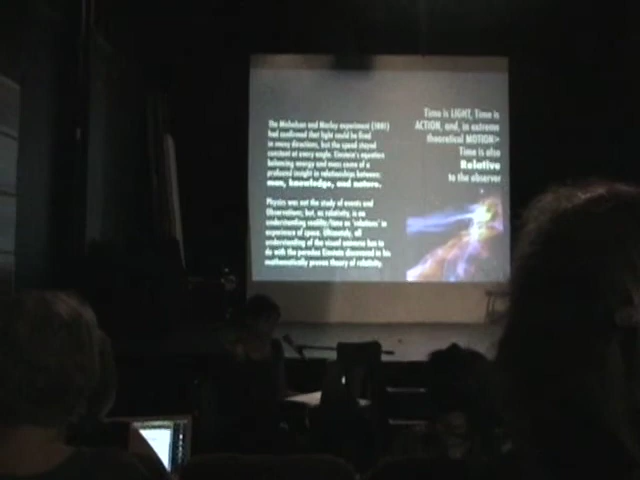 The Michelson and Morley experiment (1881)
had confirmed that light could be fired
in many directions, but the speed stayed
constant at every angle. Einstein's equation
balancing energy and mass came of a
profound insight in relationships between:
man, knowledge, and nature.
Physics was not the study of events and
Observations; but, as relativity, is an
understanding reality/time as 'relations' in
experience of space. Ultimately, all
understanding of the visual universe has to
do with the paradox Einstein discovered in his
mathematically proven theory of relativity.
Time is LIGHT, Time is
ACTION, and, in extreme
theoretical MOTION>
Time is also
Relative
to the observer